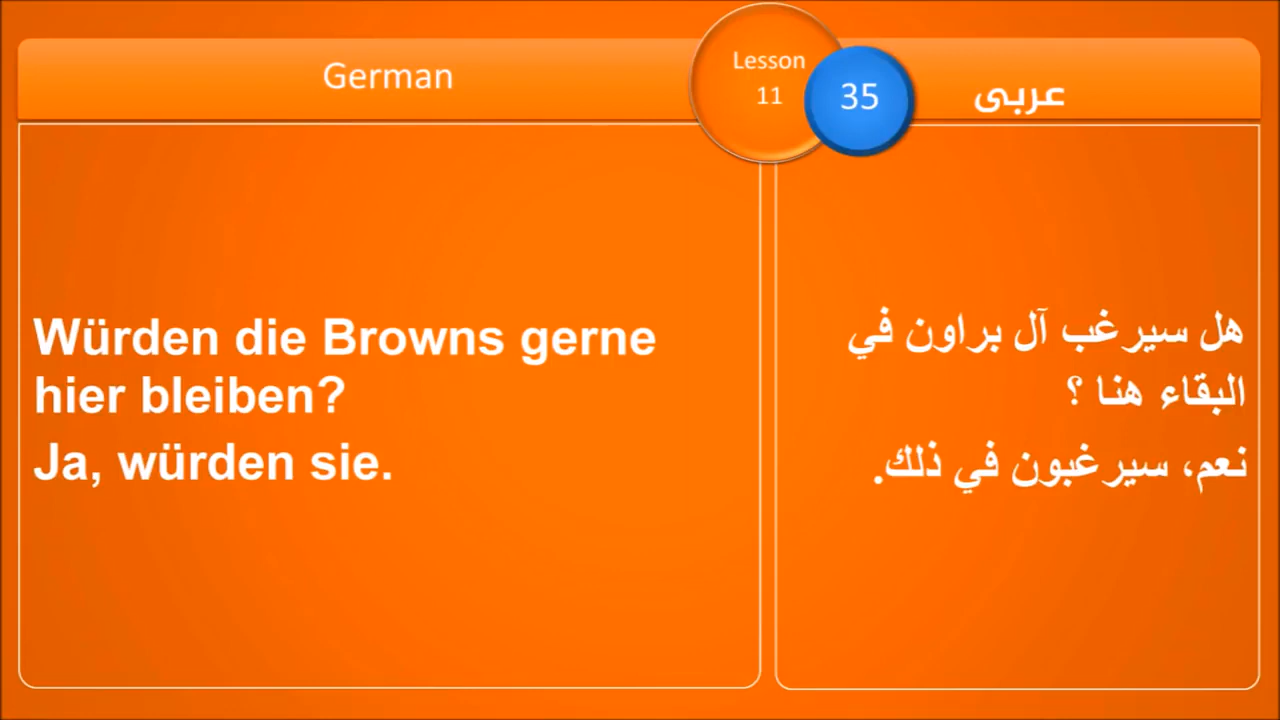 German
Lesson
11
35
عربى
Würden die Browns gerne
hier bleiben?
Ja, würden sie.
هل سيرغب آل براون في
البقاء هنا ؟
نعم، سيرغبون في ذلك.